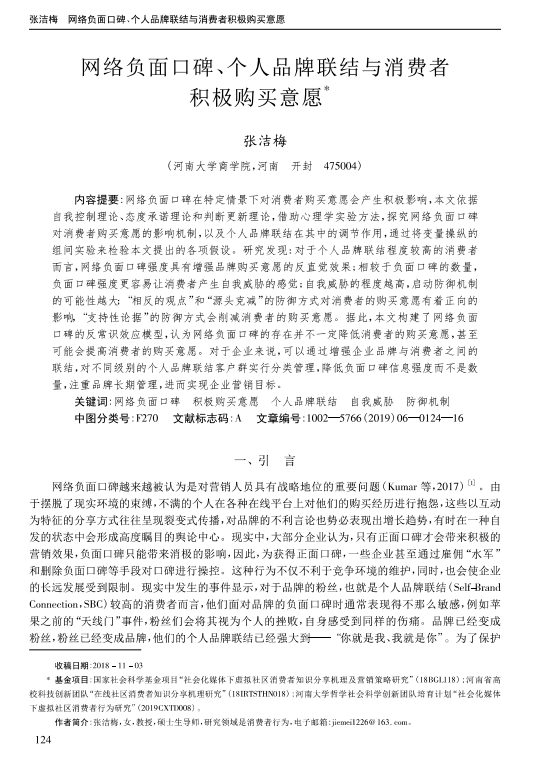 张洁梅　网络负面口碑、个人品牌联结与消费者积极购买意愿
网络负面口碑、个人品牌联结与消费者
积极购买意愿*
张洁梅
(河南大学商学院,河南　开封　475004)
内容提要:网络负面口碑在特定情景下对消费者购买意愿会产生积极影响,本文依据
自我控制理论、态度承诺理论和判断更新理论,借助心理学实验方法,探究网络负面口碑
对消费者购买意愿的影响机制,以及个人品牌联结在其中的调节作用,通过将变量操纵的
组间实验来检验本文提出的各项假设。研究发现:对于个人品牌联结程度较高的消费者
而言,网络负面口碑强度具有增强品牌购买意愿的反直觉效果;相较于负面口碑的数量,
负面口碑强度更容易让消费者产生自我威胁的感觉;自我威胁的程度越高,启动防御机制
的可能性越大;“相反的观点”和“源头克减”的防御方式对消费者的购买意愿有着正向的
影响,“支持性论据”的防御方式会削减消费者的购买意愿。据此,本文构建了网络负面
口碑的反常识效应模型,认为网络负面口碑的存在并不一定降低消费者的购买意愿,甚至
可能会提高消费者的购买意愿。对于企业来说,可以通过增强企业品牌与消费者之间的
联结,对不同级别的个人品牌联结客户群实行分类管理,降低负面口碑信息强度而不是数
量,注重品牌长期管理,进而实现企业营销目标。
关键词:网络负面口碑　积极购买意愿　个人品牌联结　自我威胁　防御机制
中图分类号:F270　文献标志码:A　文章编号:1002—5766(2019)06—0124—16
一、引　言
网络负面口碑越来越被认为是对营销人员具有战略地位的重要问题(Kumar 等,2017)[1]。由
于摆脱了现实环境的束缚,不满的个人在各种在线平台上对他们的购买经历进行抱怨,这些以互动
为特征的分享方式往往呈现裂变式传播,对品牌的不利言论也势必表现出增长趋势,有时在一种自
发的状态中会形成高度瞩目的舆论中心。现实中,大部分企业认为,只有正面口碑才会带来积极的
营销效果,负面口碑只能带来消极的影响,因此,为获得正面口碑,一些企业甚至通过雇佣“水军”
和删除负面口碑等手段对口碑进行操控。这种行为不仅不利于竞争环境的维护,同时,也会使企业
的长远发展受到限制。现实中发生的事件显示,对于品牌的粉丝,也就是个人品牌联结(Self-Brand
Connection,SBC)较高的消费者而言,他们面对品牌的负面口碑时通常表现得不那么敏感,例如苹
果之前的“天线门”事件,粉丝们会将其视为个人的挫败,自身感受到同样的伤痛。品牌已经变成
粉丝,粉丝已经变成品牌,他们的个人品牌联结已经强大到——“你就是我、我就是你”。为了保护
收稿日期:2018－11－03
* 基金项目:国家社会科学基金项目“社会化媒体下虚拟社区消费者知识分享机理及营销策略研究”(18BGL118);河南省高
校科技创新团队“在线社区消费者知识分享机理研究”(18IRTSTHN018);河南大学哲学社会科学创新团队培育计划“社会化媒体
下虚拟社区消费者行为研究”(2019CXTD008)。
作者简介:张洁梅,女,教授,硕士生导师,研究领域是消费者行为,电子邮箱:jiemei1226@163.com。
124